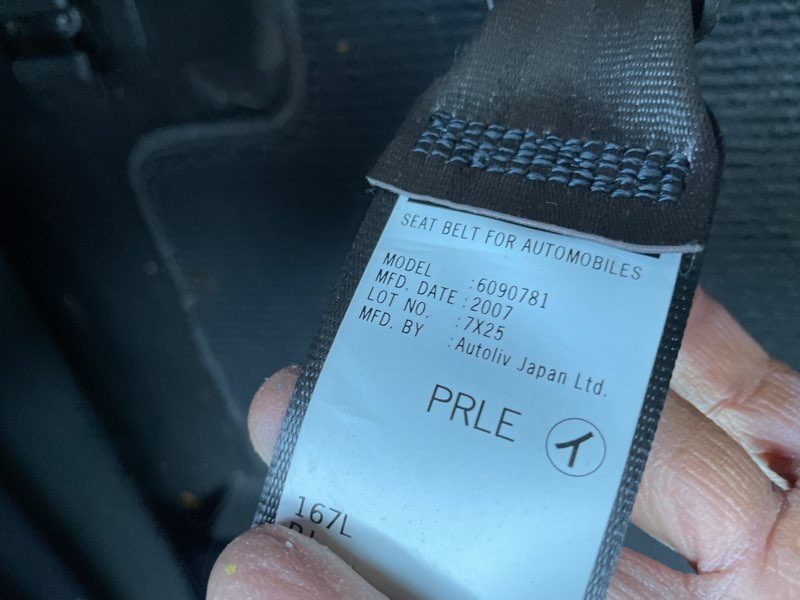 SEAT BELT FOR AUTOMOBILES
MODEL :6090781
MFD. DATE :2007
LOT NO. :7X25
MFD. BY :Autoliv Japan Ltd.
PRLE
167L